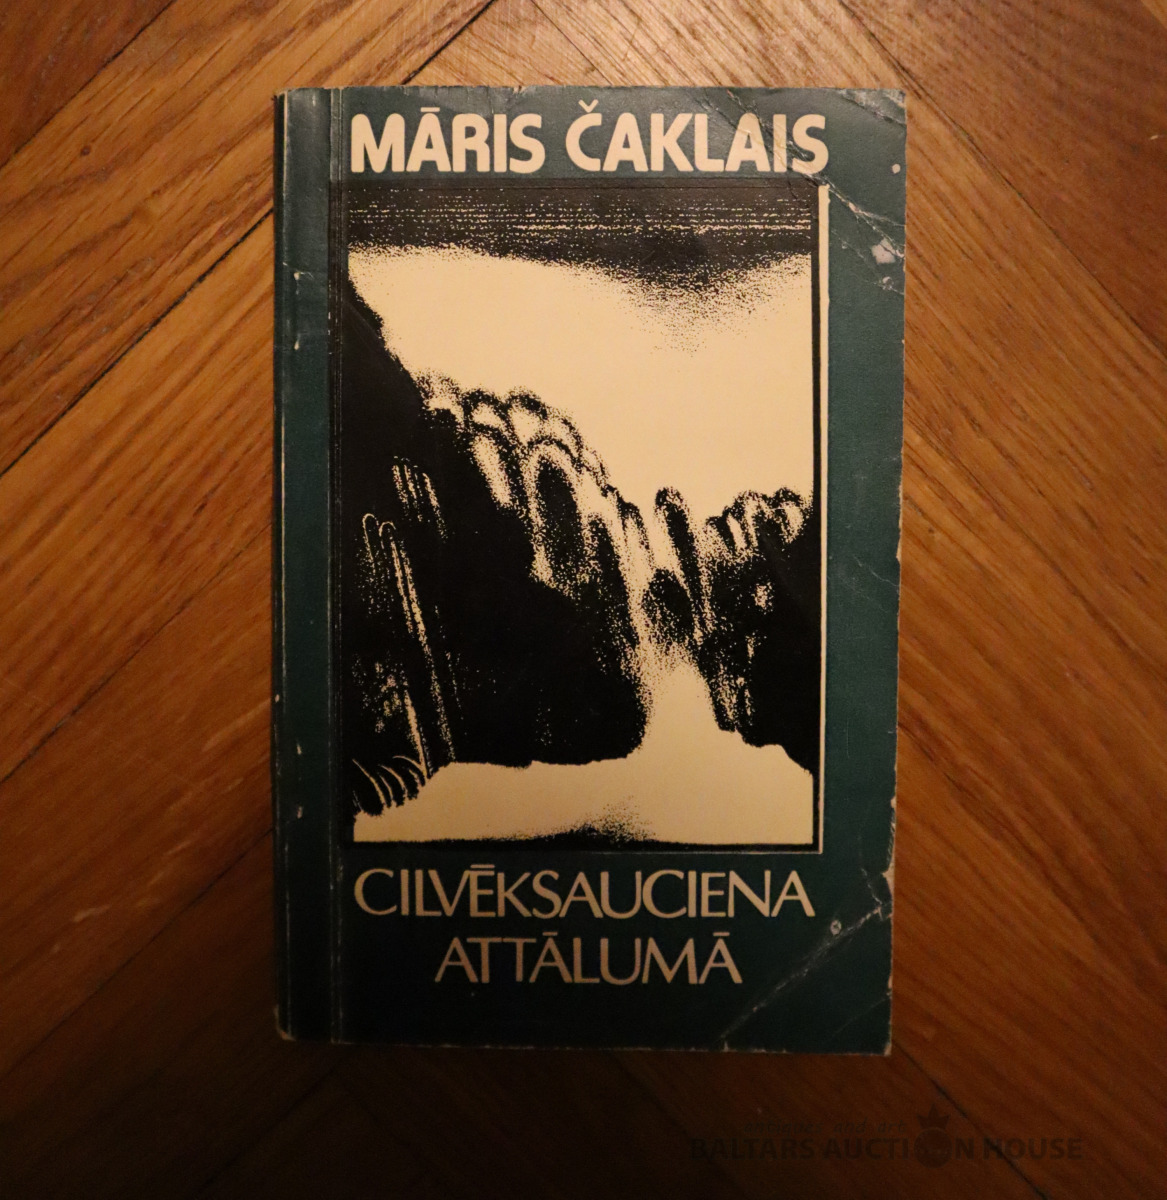 MĀRIS ČAKLAIS
CILVĒKSAUCIENA
ATTĀLUMĀ
BALTARS AUCTION HOUSE